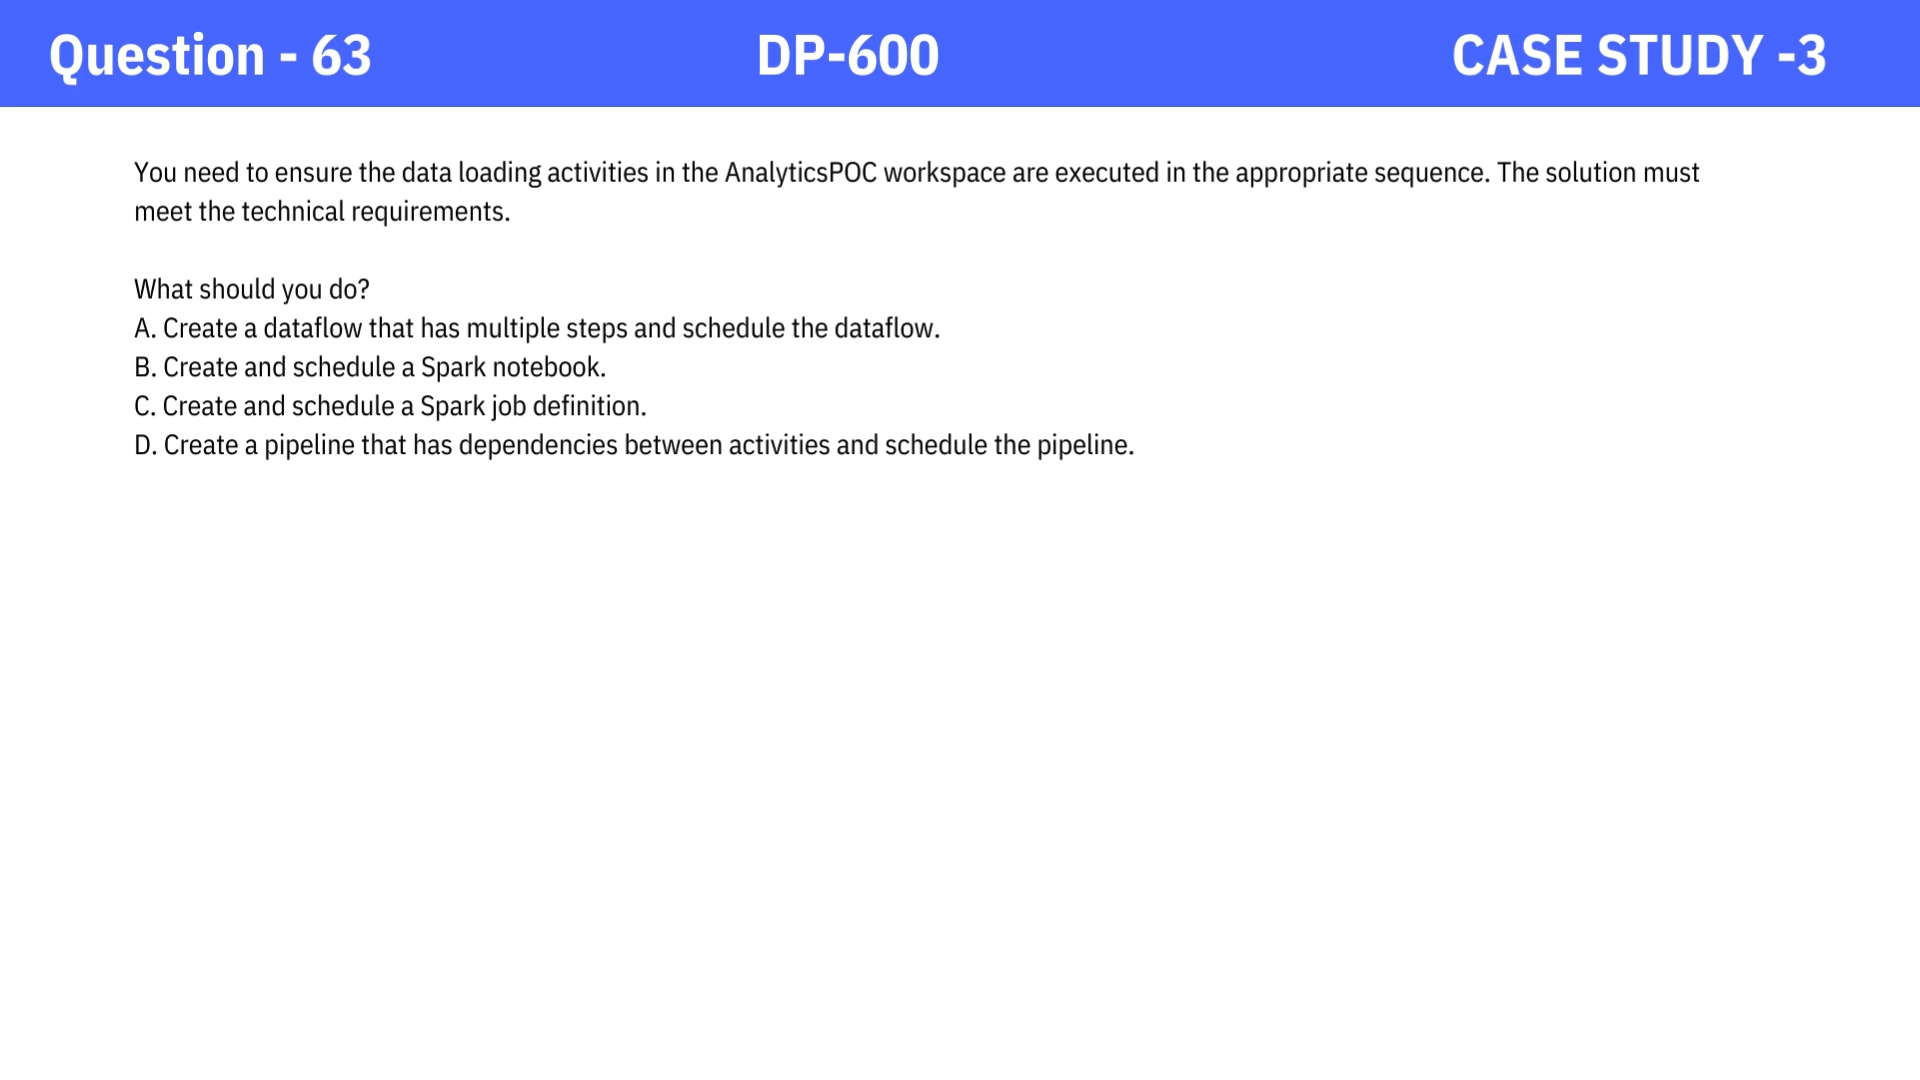 Question - 63
DP-600
CASE STUDY -3
You need to ensure the data loading activities in the AnalyticsPOC workspace are executed in the appropriate sequence. The solution must
meet the technical requirements.
What should you do?
A. Create a dataflow that has multiple steps and schedule the dataflow.
B. Create and schedule a Spark notebook.
C. Create and schedule a Spark job definition.
D. Create a pipeline that has dependencies between activities and schedule the pipeline.